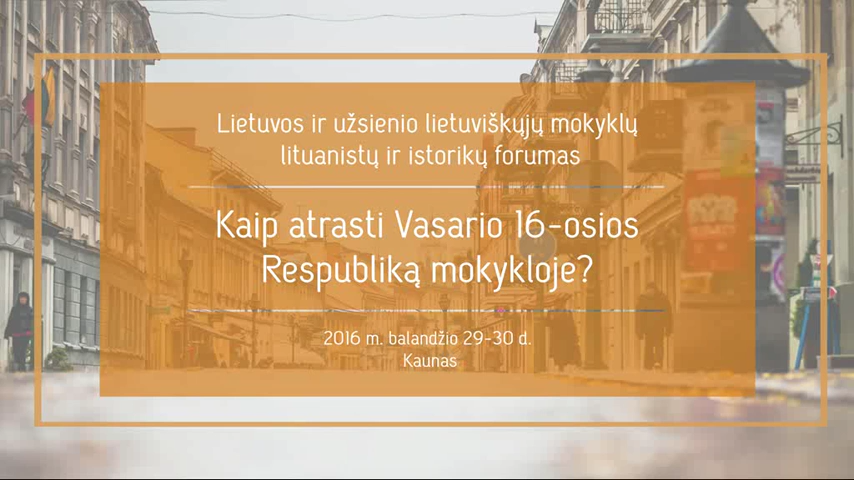 Lietuvos ir užsienio lietuviškųjų mokyklų
lituanistų ir istorikų forumas
Kaip atrasti Vasario 16-osios
Respubliką mokykloje?
2016 m. balandžio 29-30 d.
Kaunas